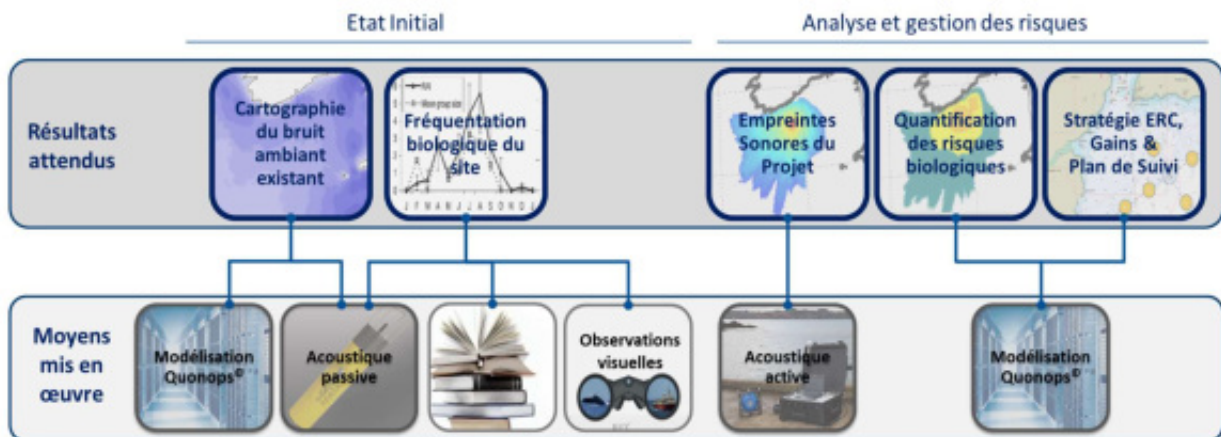 Etat Initial
Analyse et gestion des risques
Résultats
attendus
Cartographie
du bruit
ambiant
existant
Fréquentation
biologique du
site
Empreintes
Sonores du
Projet
Quantification
des risques
biologiques
Stratégie ERC,
Gains &
Plan de Suivi
Moyens
mis en
œuvre
Modélisation
Quonops©
Acoustique
passive
Observations
visuelles
Acoustique
active
Modélisation
Quonops©